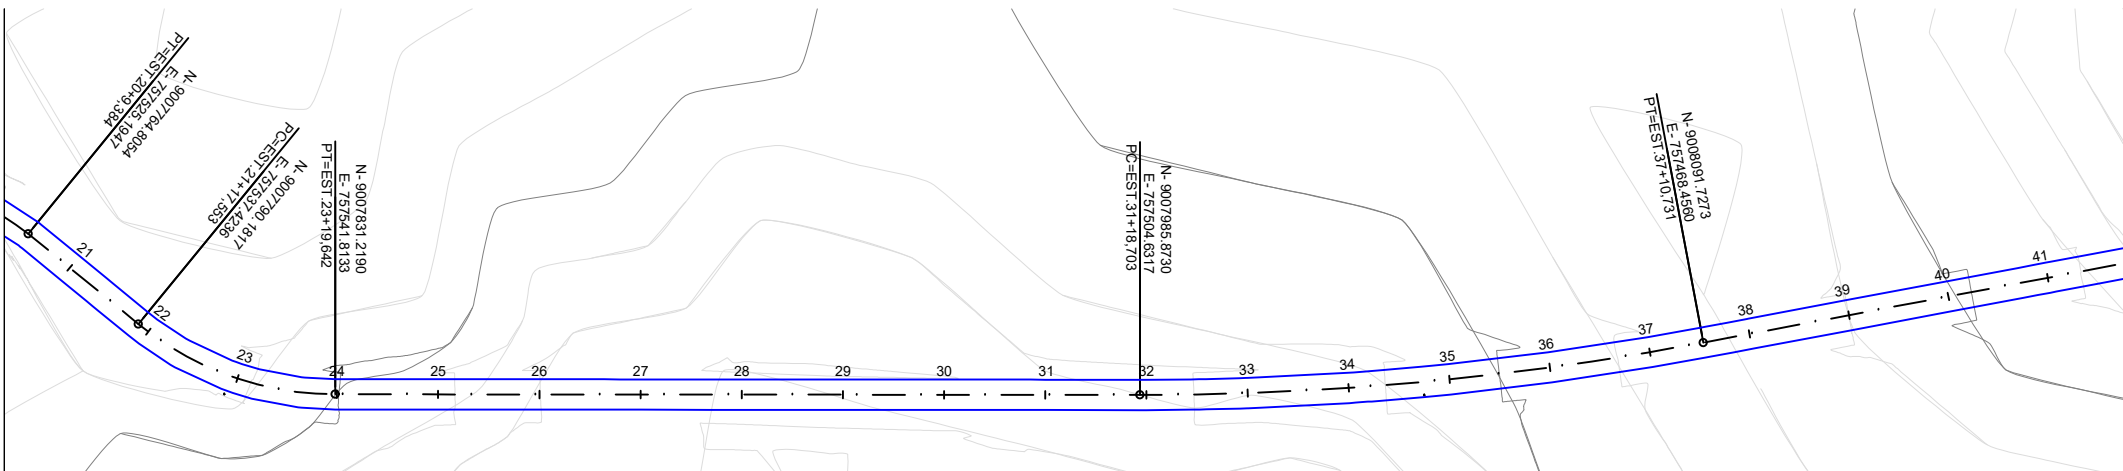 PT=EST.20+9,384
E- 757525.1947
N- 9007764.8054
PC=EST.21+17,553
E- 757537.4236
N- 9007790.1817
PT=EST.23+19,642
E- 757541.8133
N- 9007831.2190
PC=EST.31+18,703
E- 757504.6317
N- 9007985.8730
PT=EST.37+10,731
E- 757468.4560
N- 9008091.7273
21
22
23
24
25
26
27
28
29
30
31
32
33
34
35
36
37
38
39
40
41